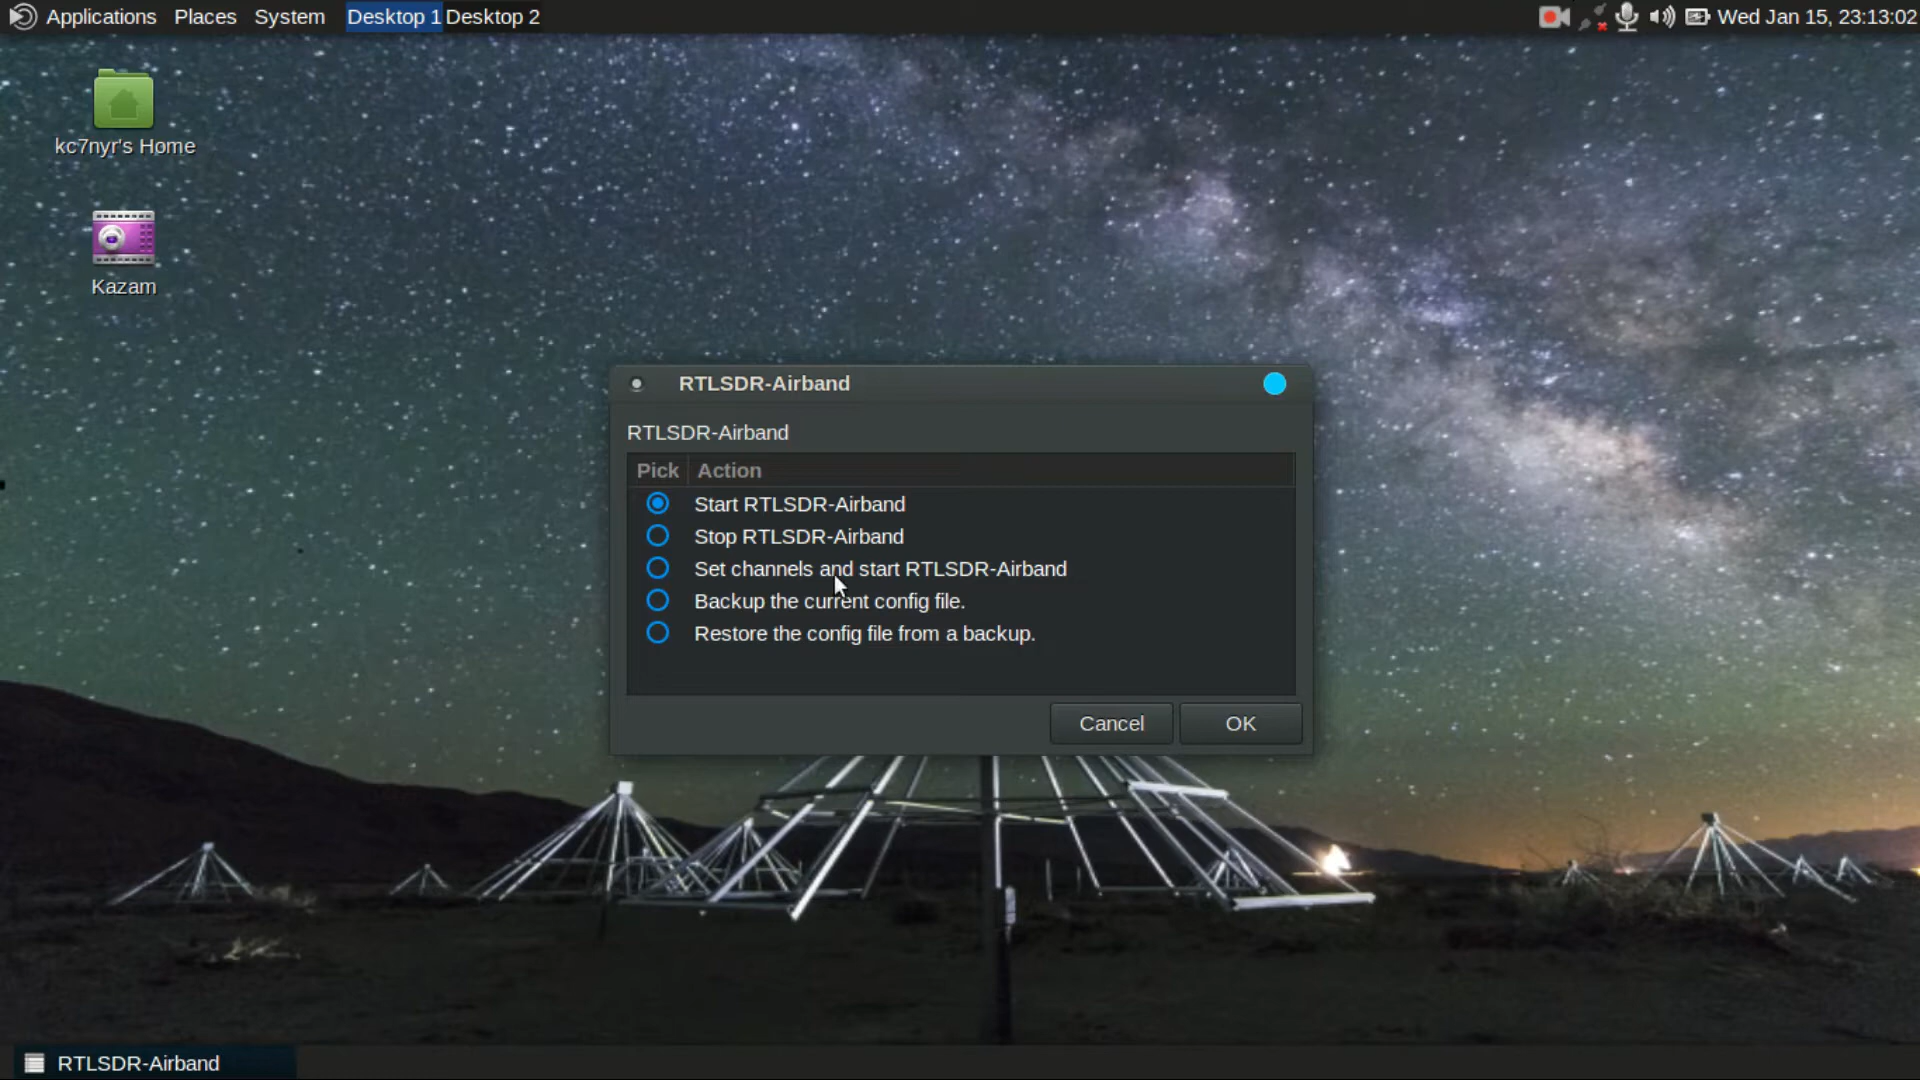 Applications Places System Desktop 1 Desktop 2 Wed Jan 15, 23:13:02
kc7nyr's Home
Kazam
RTLSDR-Airband
RTLSDR-Airband
Pick Action
Start RTLSDR-Airband
Stop RTLSDR-Airband
Set channels and start RTLSDR-Airband
Backup the current config file.
Restore the config file from a backup.
Cancel OK
RTLSDR-Airband